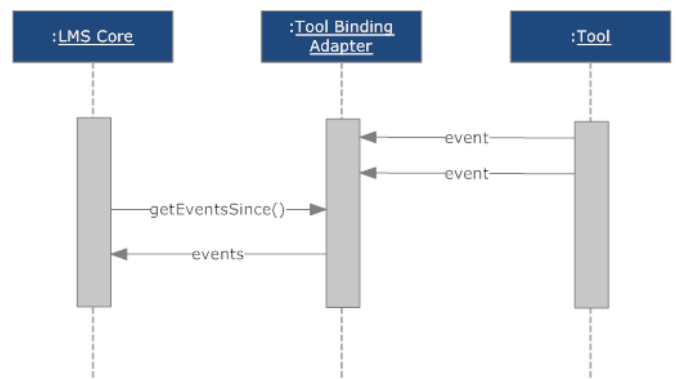 :LMS Core
:Tool Binding
Adapter
:Tool
event
event
getEventsSince()
events